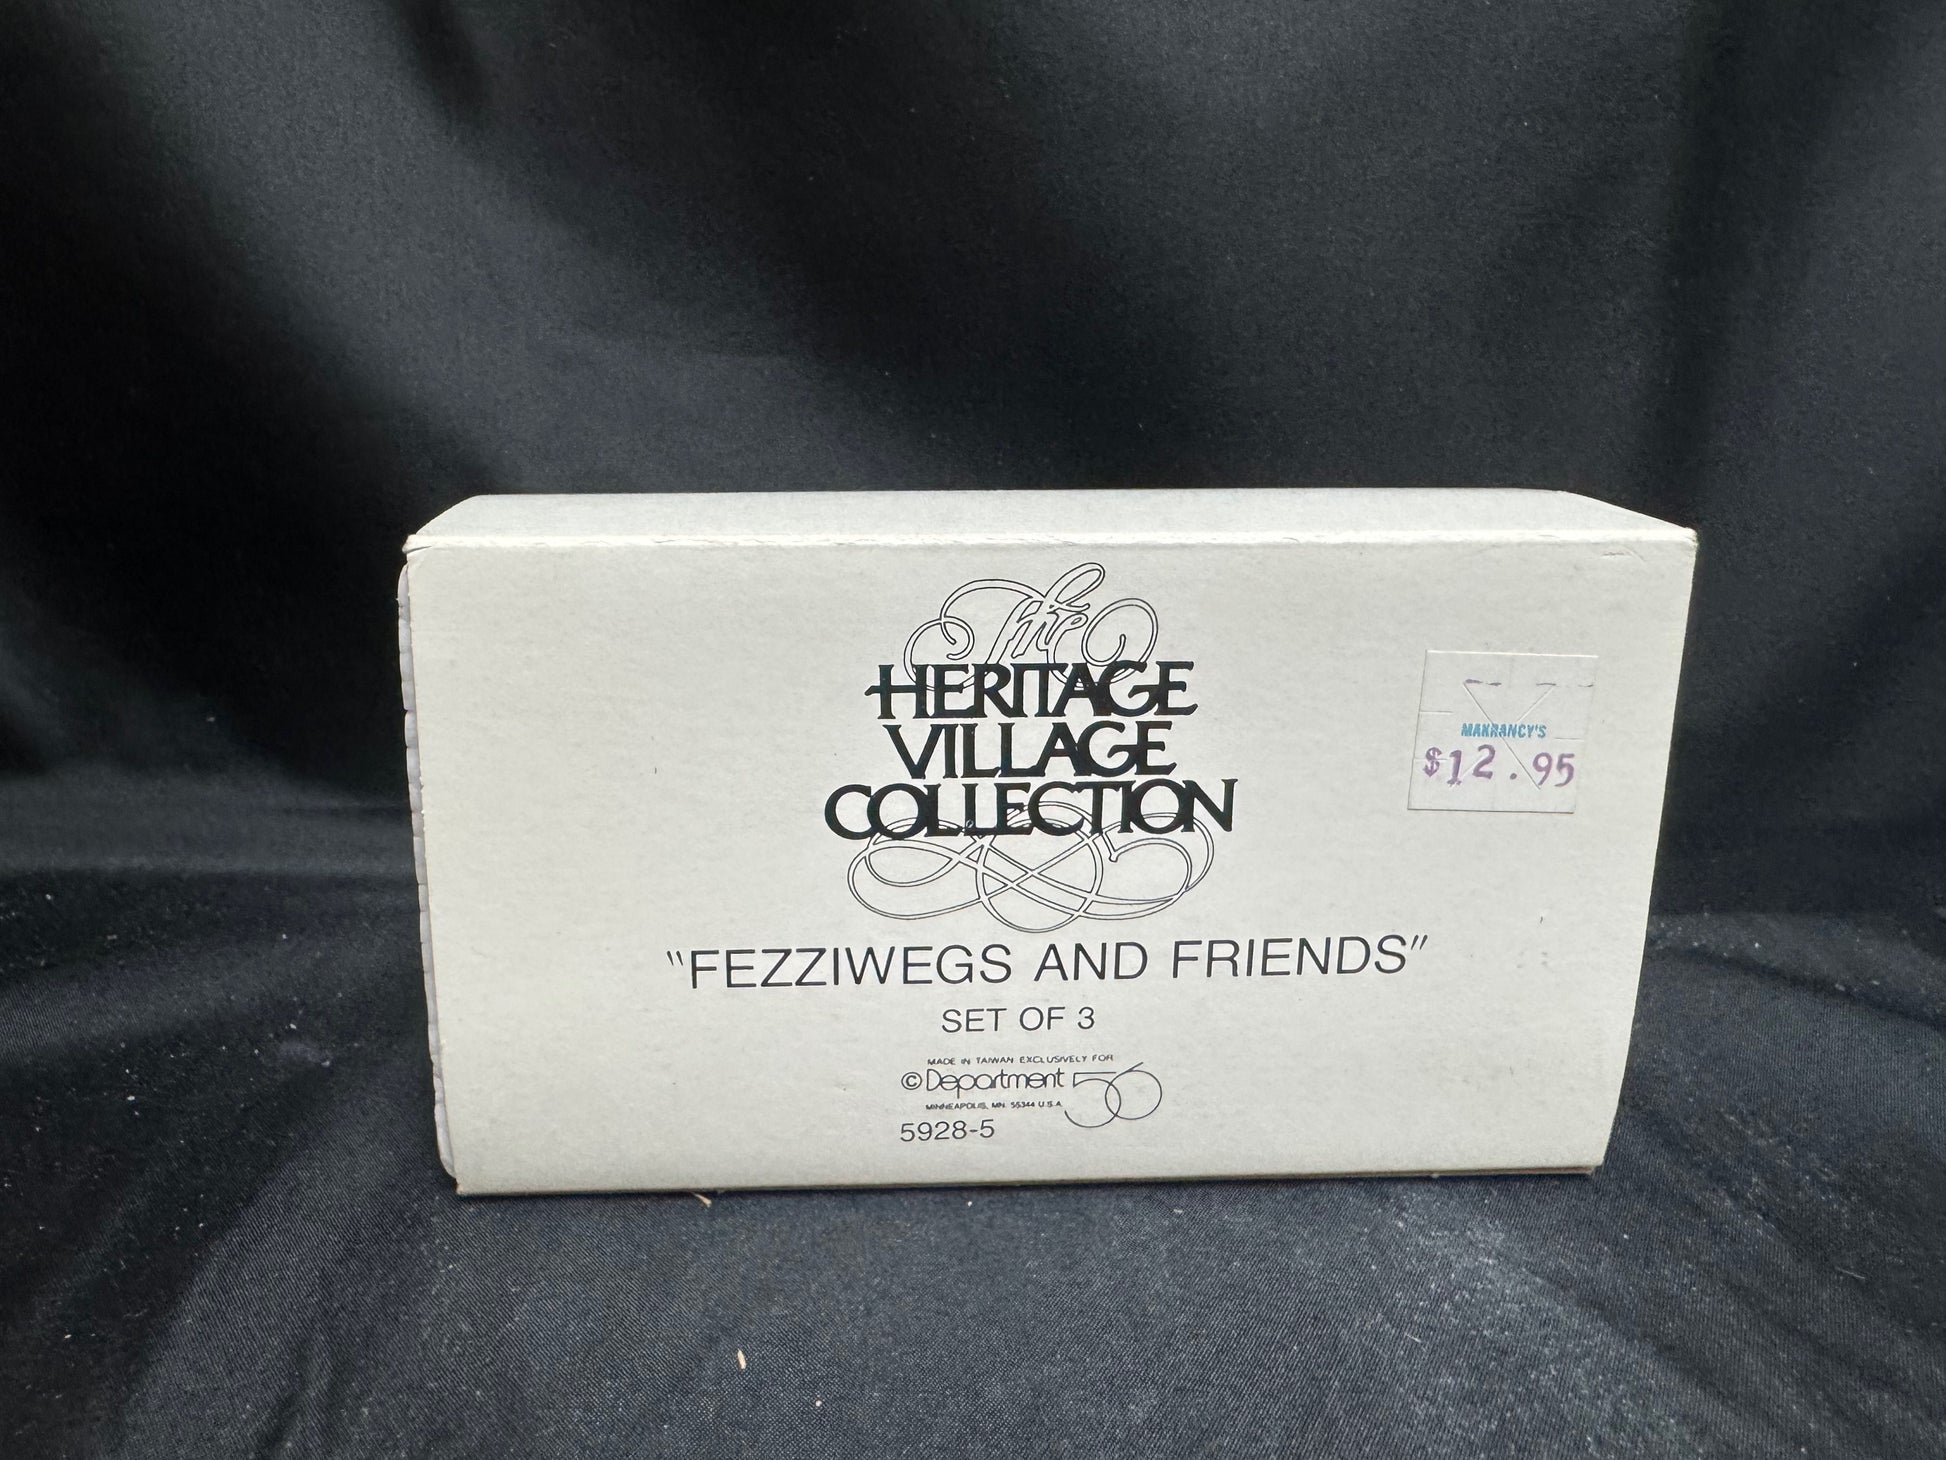 The
HERITAGE
VILLAGE
COLLECTION
"FEZZIWEGS AND FRIENDS"
SET OF 3
MADE IN TAIWAN EXCLUSIVELY FOR
© Department 56
MINNEAPOLIS, MN 55344 U.S.A.
5928-5
MAKRANCY'S
$12.95